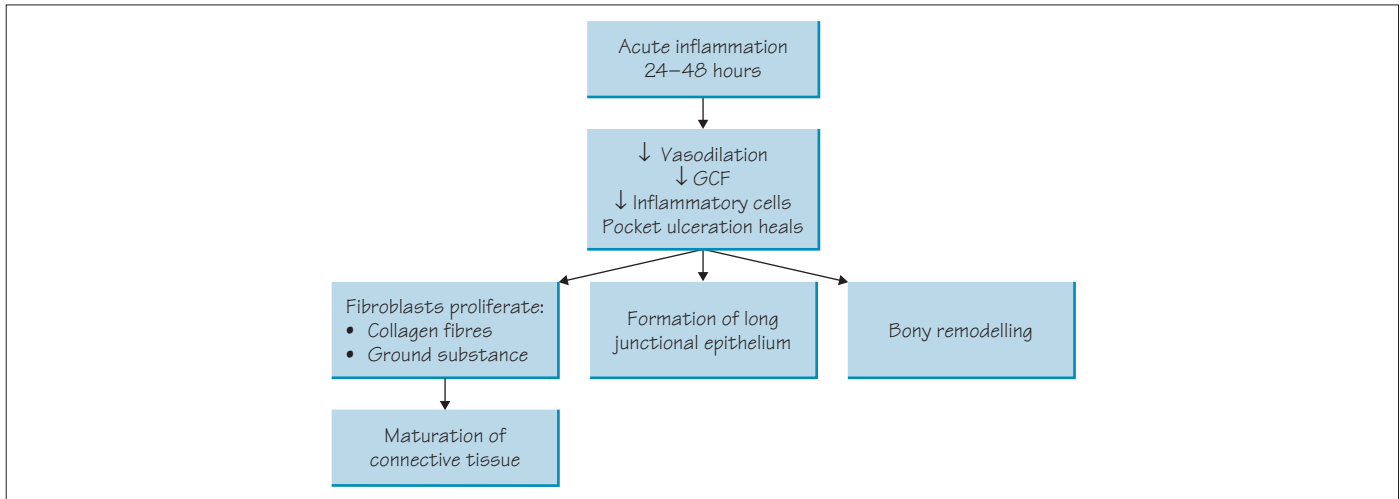 Acute inflammation
24–48 hours
↓ Vasodilation
↓ GCF
↓ Inflammatory cells
Pocket ulceration heals
Fibroblasts proliferate:
• Collagen fibres
• Ground substance
Formation of long
junctional epithelium
Bony remodelling
Maturation of
connective tissue